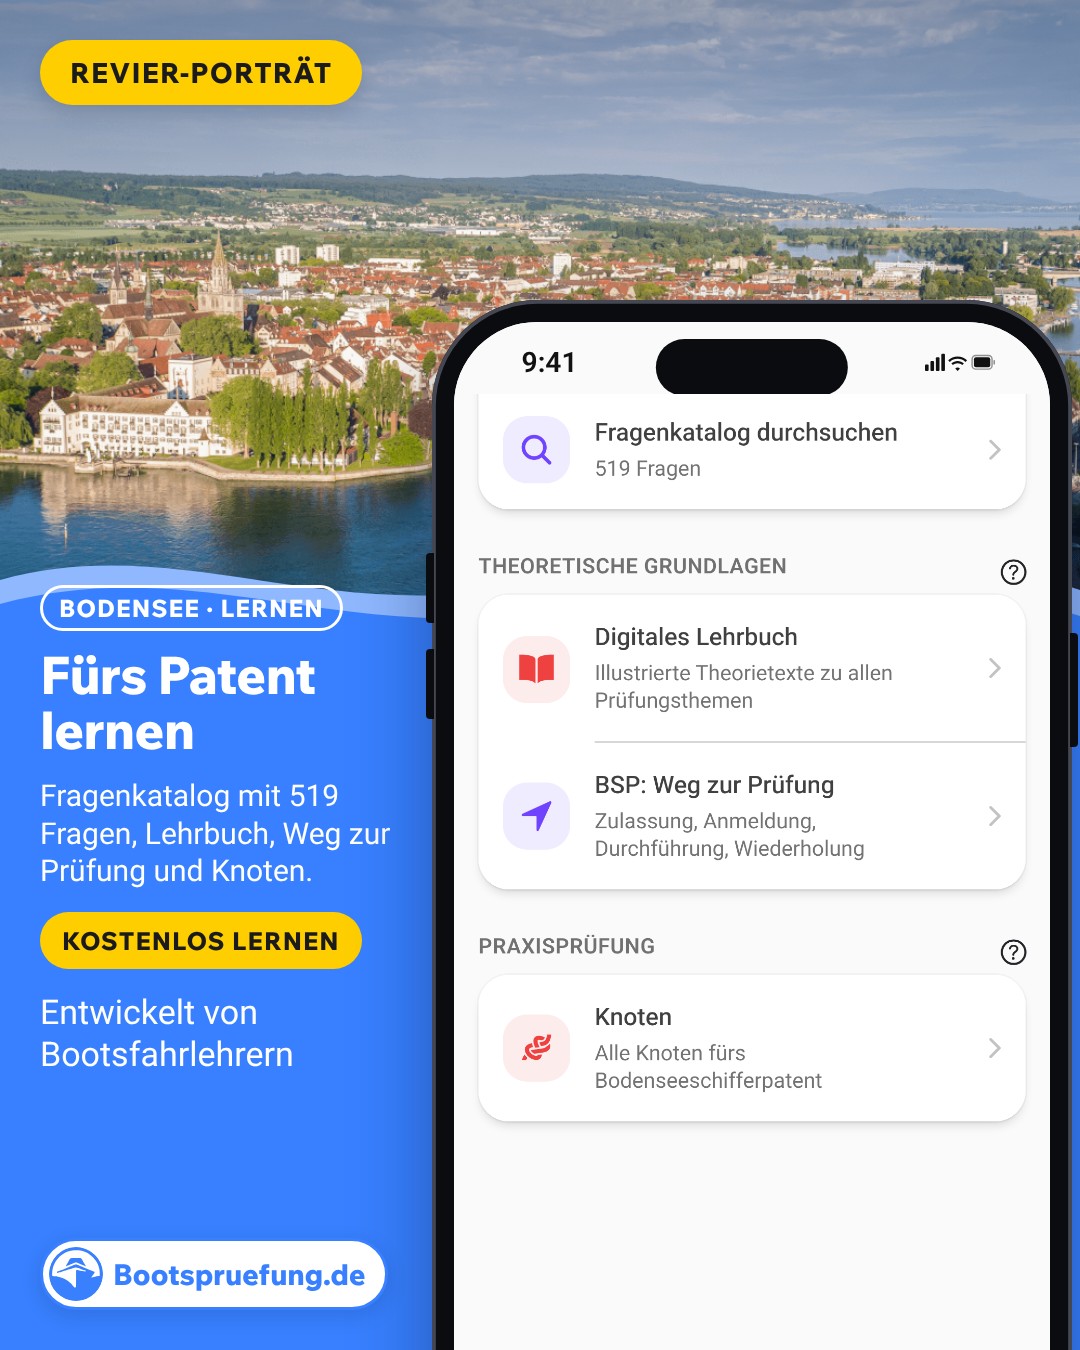 REVIER-PORTRÄT
BODENSEE · LERNEN
Fürs Patent
lernen
Fragenkatalog mit 519
Fragen, Lehrbuch, Weg zur
Prüfung und Knoten.
KOSTENLOS LERNEN
Entwickelt von
Bootsfahrlehrern
Bootspruefung.de
9:41
Fragenkatalog durchsuchen
519 Fragen
THEORETISCHE GRUNDLAGEN
?
Digitales Lehrbuch
Illustrierte Theorietexte zu allen
Prüfungsthemen
BSP: Weg zur Prüfung
Zulassung, Anmeldung,
Durchführung, Wiederholung
PRAXISPRÜFUNG
?
Knoten
Alle Knoten fürs
Bodenseeschifferpatent